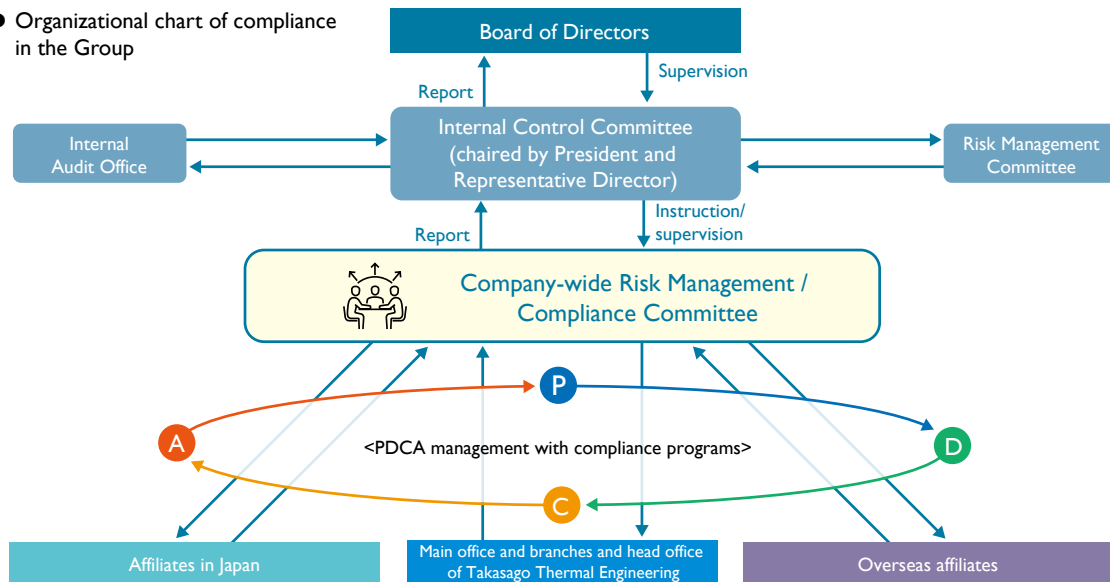 ● Organizational chart of compliance
in the Group
Board of Directors
Report
Supervision
Internal
Audit Office
Internal Control Committee
(chaired by President and
Representative Director)
Risk Management
Committee
Report
Instruction/
supervision
Company-wide Risk Management /
Compliance Committee
P
A
<PDCA management with compliance programs>
D
C
Affiliates in Japan
Main office and branches and head office
of Takasago Thermal Engineering
Overseas affiliates